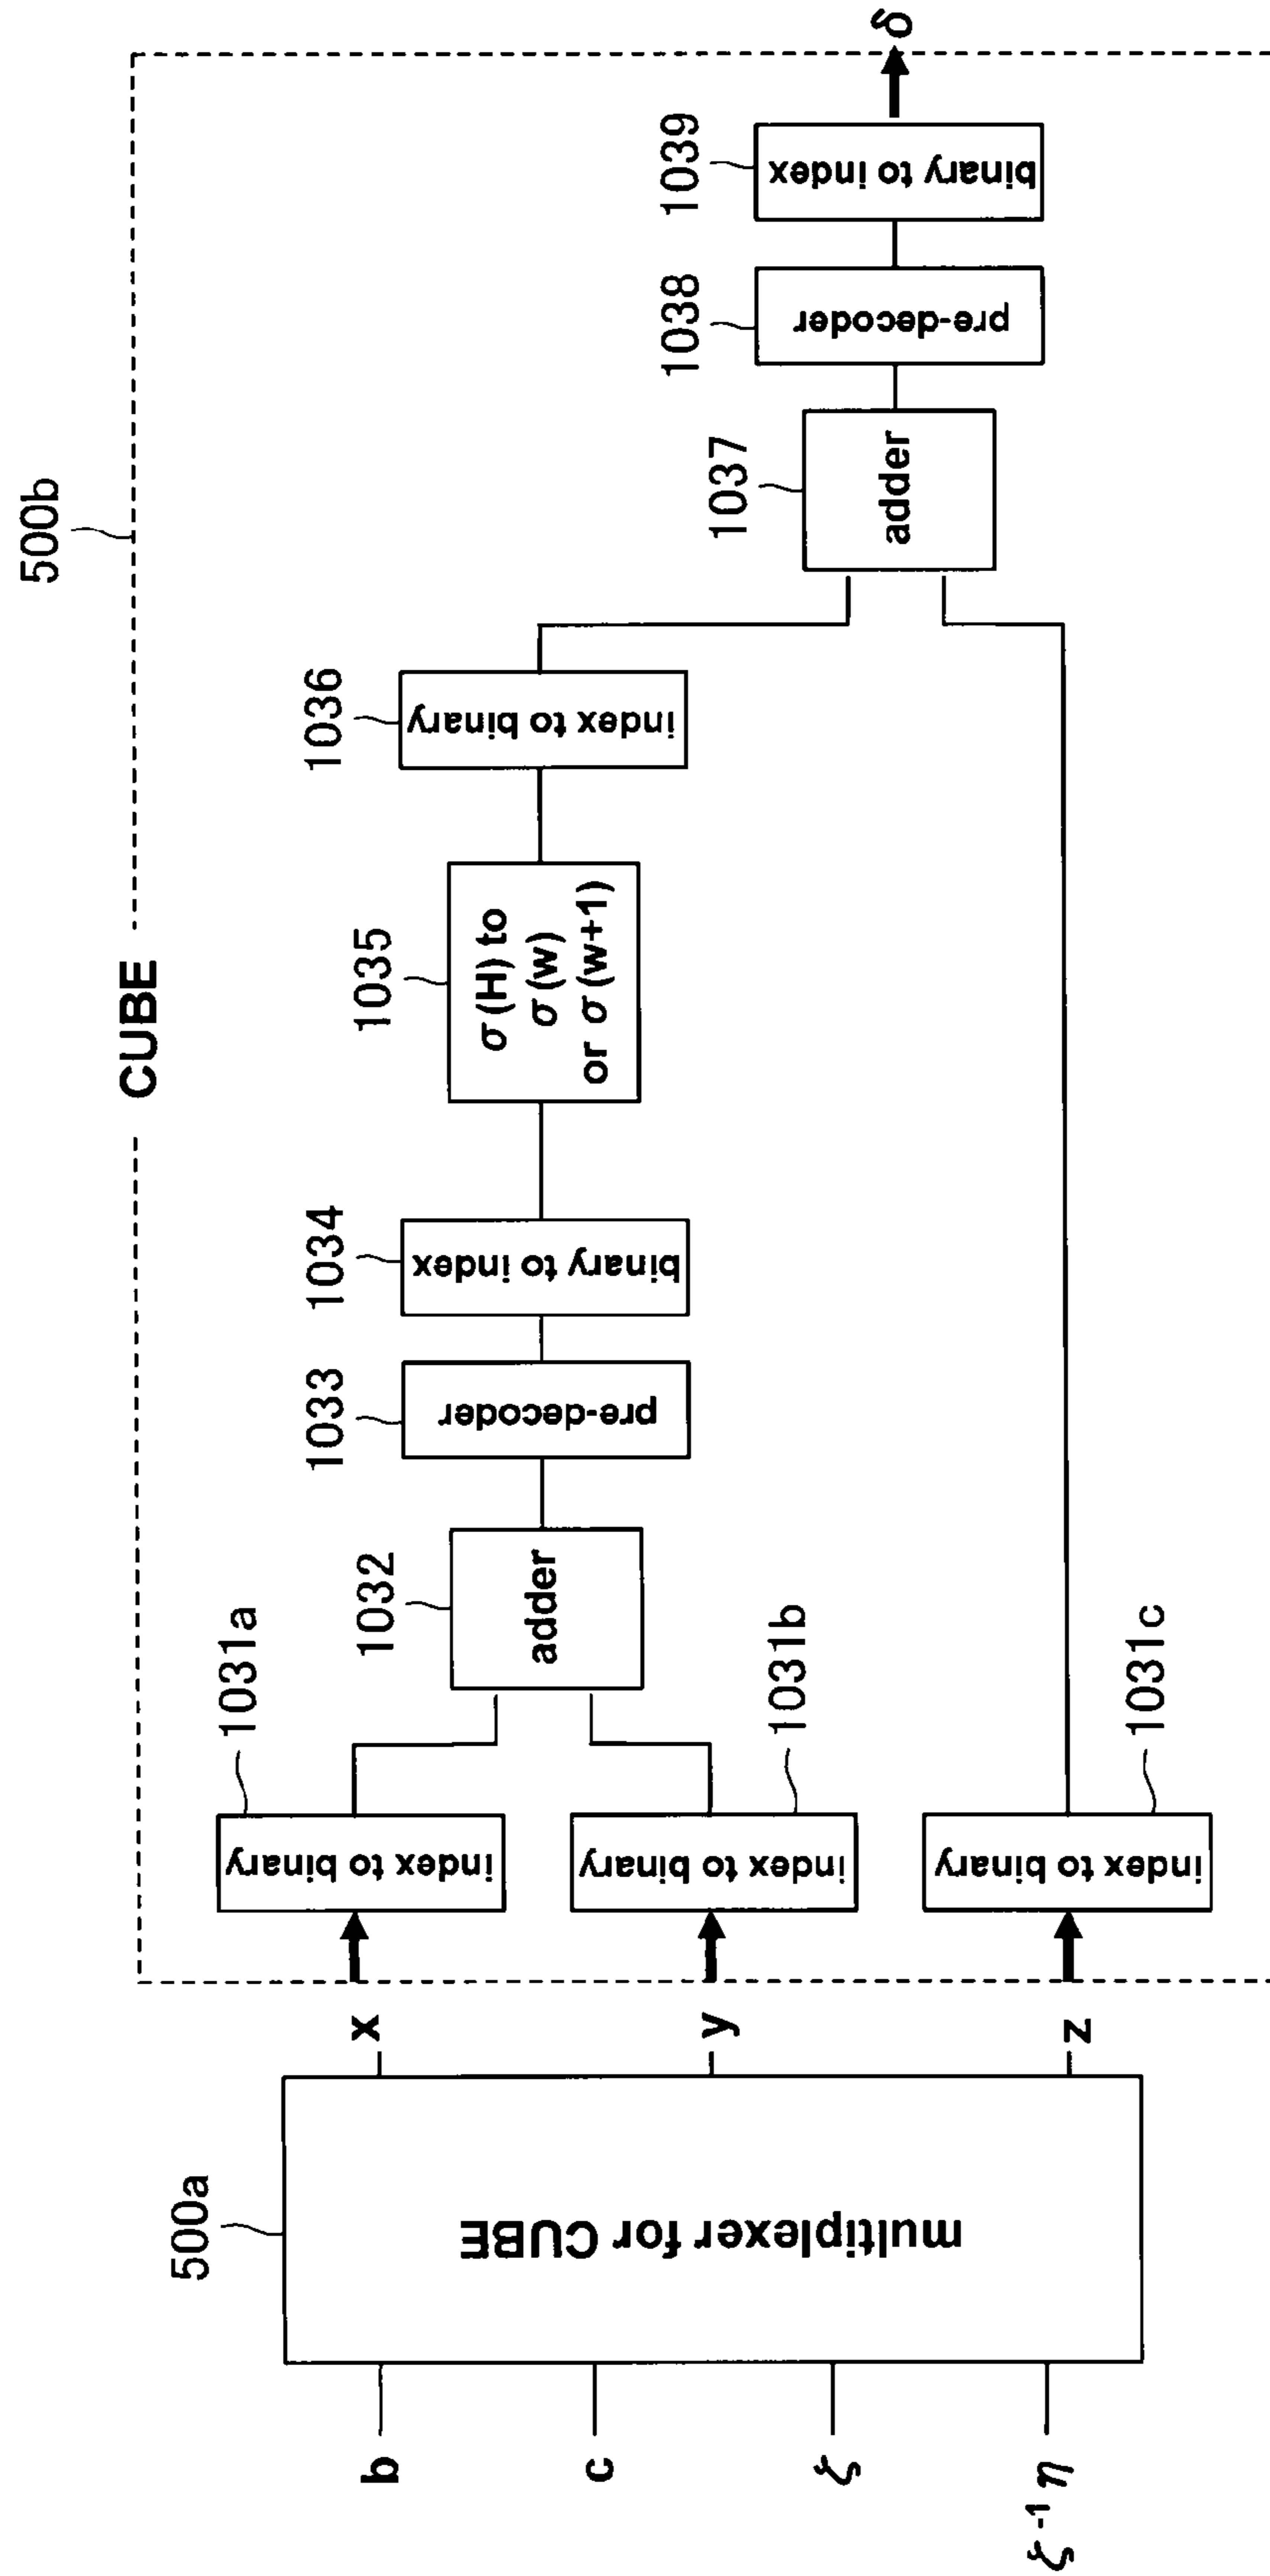 500b
CUBE
500a
multiplexer for CUBE
b
c
ζ
ζ⁻¹ η
x
y
z
1031a
index to binary
1031b
index to binary
1031c
index to binary
1032
adder
1033
pre-decoder
1034
binary to index
1035
σ (H) to
σ (w)
or σ (w+1)
1036
index to binary
1037
adder
1038
pre-decoder
1039
binary to index
δ